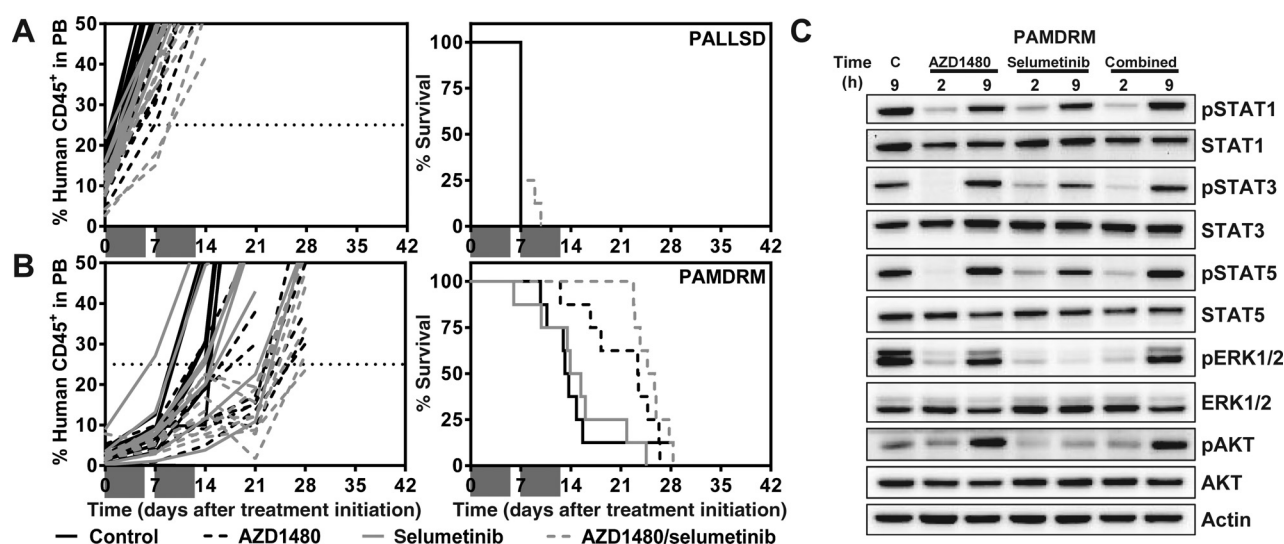 A
% Human CD45+ in PB
50
40
30
20
10
0
0 7 14 21 28 35 42
% Survival
100
75
50
25
0
PALLSD
0 7 14 21 28 35 42
B
% Human CD45+ in PB
50
40
30
20
10
0
0 7 14 21 28 35 42
Time (days after treatment initiation)
% Survival
100
75
50
25
0
PAMDRM
0 7 14 21 28 35 42
Time (days after treatment initiation)
Control AZD1480 Selumetinib AZD1480/selumetinib
C
PAMDRM
Time C AZD1480 Selumetinib Combined
(h) 9 2 9 2 9 2 9
pSTAT1
STAT1
pSTAT3
STAT3
pSTAT5
STAT5
pERK1/2
ERK1/2
pAKT
AKT
Actin